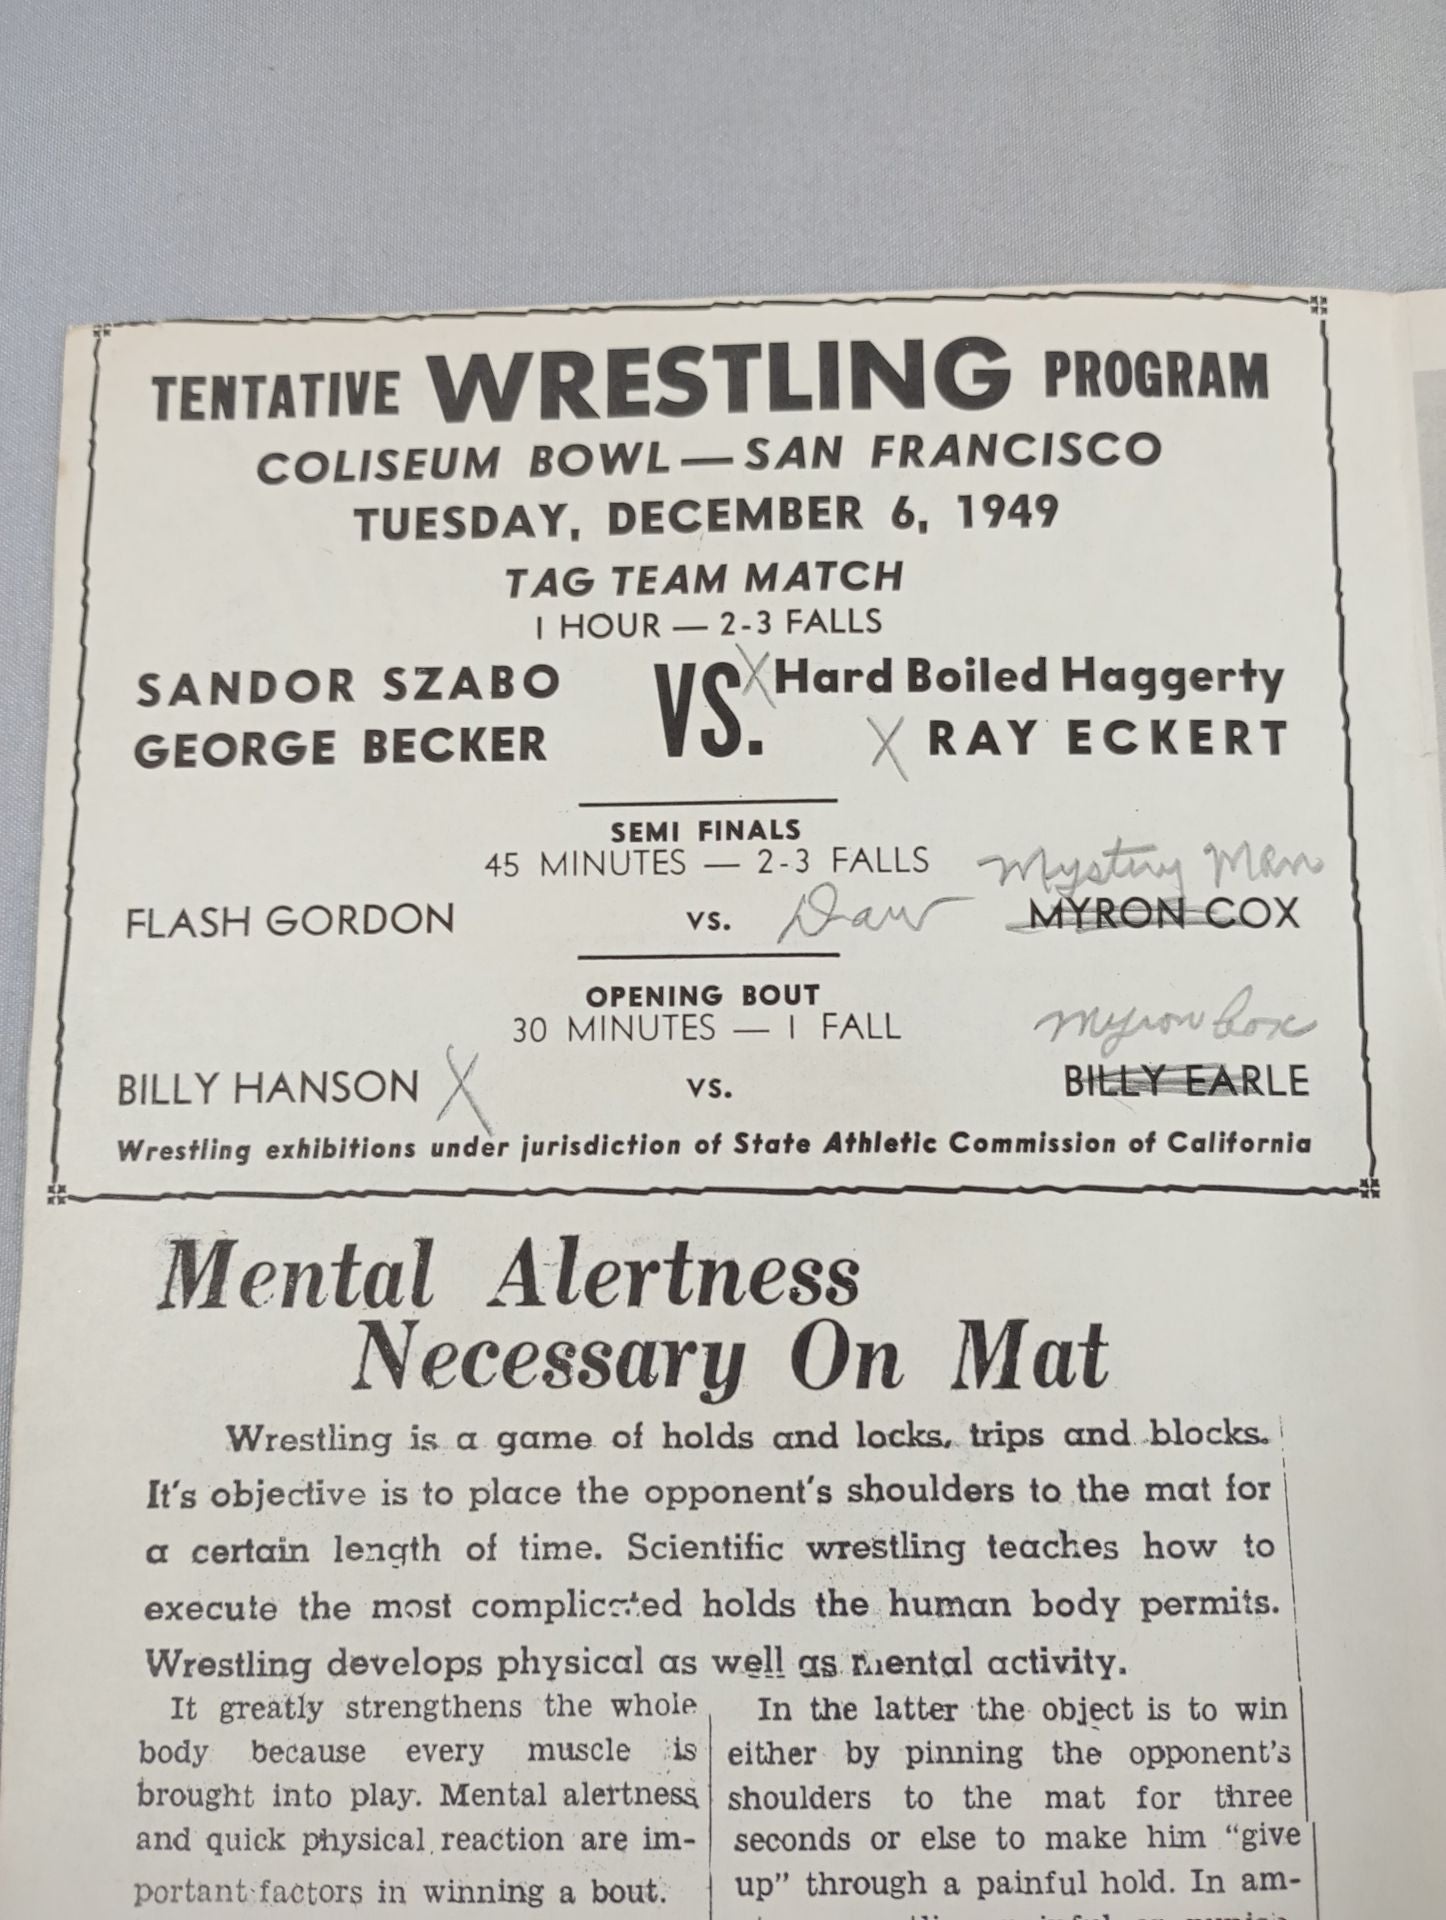 TENTATIVE WRESTLING PROGRAM
COLISEUM BOWL — SAN FRANCISCO
TUESDAY, DECEMBER 6, 1949
TAG TEAM MATCH
1 HOUR — 2-3 FALLS
SANDOR SZABO VS. X Hard Boiled Haggerty
GEORGE BECKER X RAY ECKERT
SEMI FINALS
45 MINUTES — 2-3 FALLS Mystery Man
FLASH GORDON vs. Daw MYRON COX
OPENING BOUT
30 MINUTES — 1 FALL Myron Cox
BILLY HANSON X vs. BILLY EARLE
Wrestling exhibitions under jurisdiction of State Athletic Commission of California
Mental Alertness
Necessary On Mat
Wrestling is a game of holds and locks, trips and blocks.
It's objective is to place the opponent's shoulders to the mat for
a certain length of time. Scientific wrestling teaches how to
execute the most complicated holds the human body permits.
Wrestling develops physical as well as mental activity.
It greatly strengthens the whole
body because every muscle is
brought into play. Mental alertness
and quick physical reaction are im-
portant factors in winning a bout.
In the latter the object is to win
either by pinning the opponent's
shoulders to the mat for three
seconds or else to make him "give
up" through a painful hold. In am-